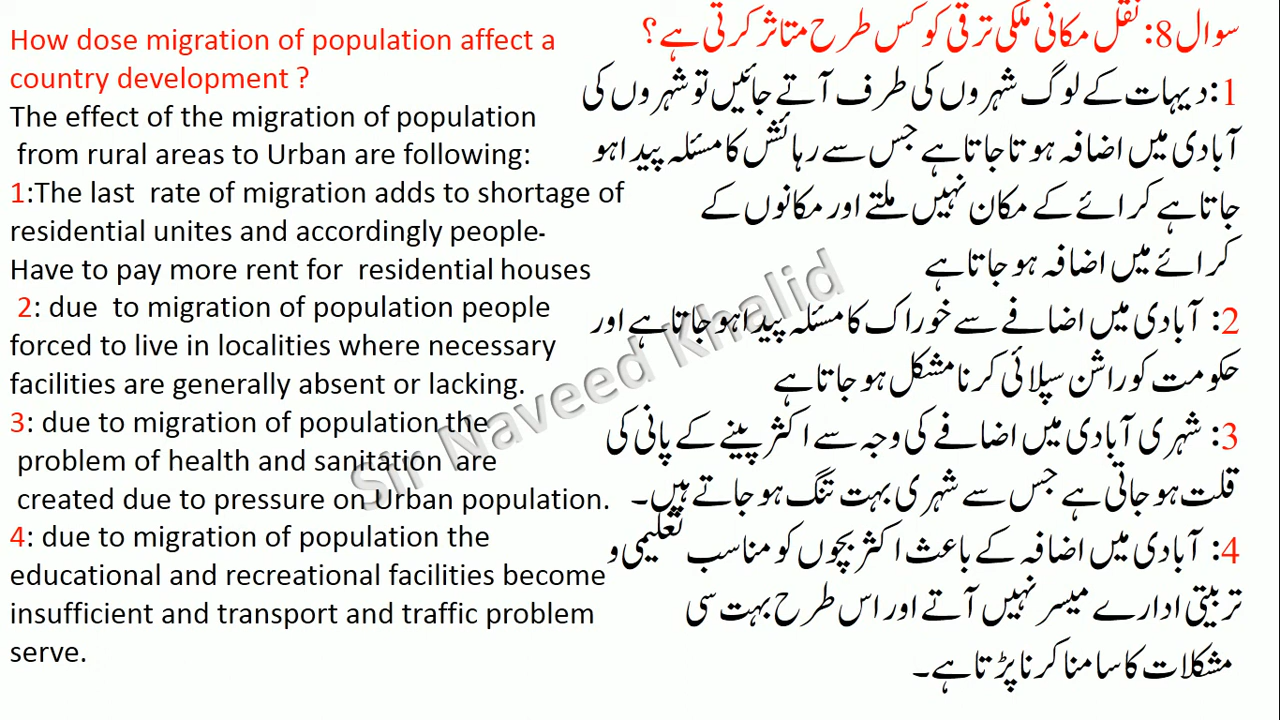 How dose migration of population affect a
country development ?
The effect of the migration of population
from rural areas to Urban are following:
1:The last rate of migration adds to shortage of
residential unites and accordingly people-
Have to pay more rent for residential houses
2: due to migration of population people
forced to live in localities where necessary
facilities are generally absent or lacking.
3: due to migration of population the
problem of health and sanitation are
created due to pressure on Urban population.
4: due to migration of population the
educational and recreational facilities become
insufficient and transport and traffic problem
serve.
سوال 8: نقل مکانی ملکی ترقی کو کس طرح متاثر کرتی ہے؟
1: دیہات کے لوگ شہروں کی طرف آتے جائیں تو شہروں کی
آبادی میں اضافہ ہوتا جاتا ہے جس سے رہائش کا مسئلہ پیدا ہو
جاتا ہے کرائے کے مکان نہیں ملتے اور مکانوں کے
کرائے میں اضافہ ہو جاتا ہے
2: آبادی میں اضافے سے خوراک کا مسئلہ پیدا ہو جاتا ہے اور
حکومت کو راشن سپلائی کرنا مشکل ہو جاتا ہے
3: شہری آبادی میں اضافے کی وجہ سے اکثر پینے کے پانی کی
قلت ہو جاتی ہے جس سے شہری بہت تنگ ہو جاتے ہیں۔
4: آبادی میں اضافہ کے باعث اکثر بچوں کو مناسب تعلیمی و
تربیتی ادارے میسر نہیں آتے اور اس طرح بہت سی
مشکلات کا سامنا کرنا پڑتا ہے۔
Sir Naveed Khalid